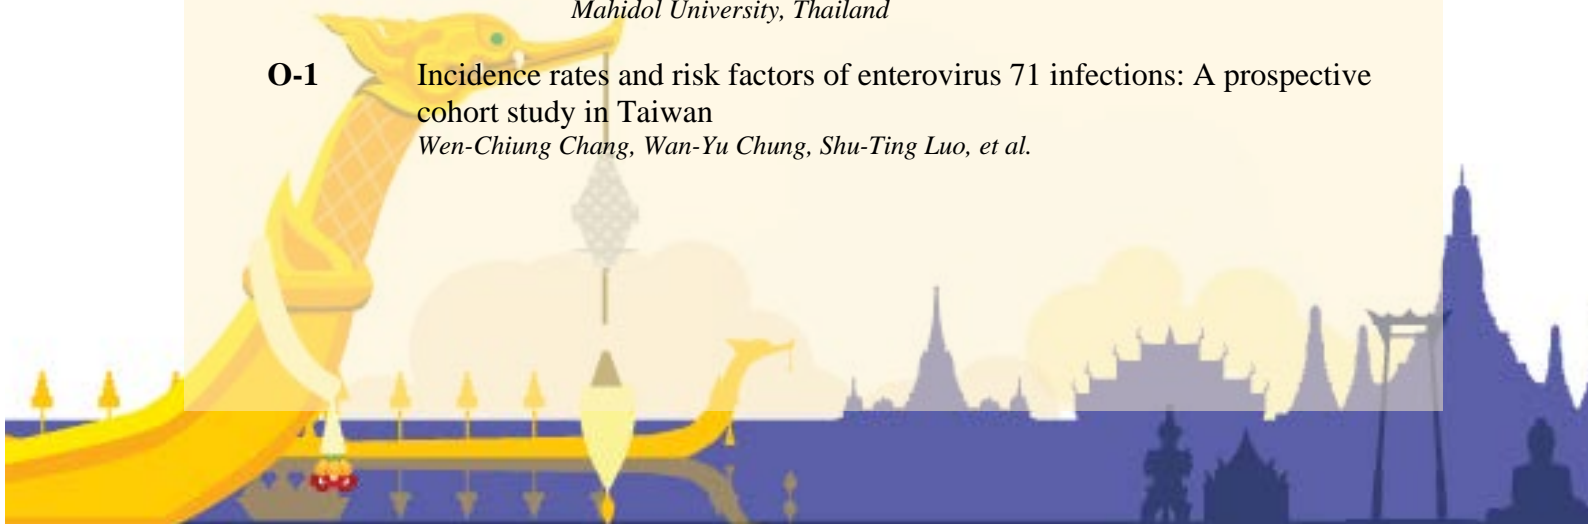 Mahidol University, Thailand
O-1 Incidence rates and risk factors of enterovirus 71 infections: A prospective
cohort study in Taiwan
Wen-Chiung Chang, Wan-Yu Chung, Shu-Ting Luo, et al.